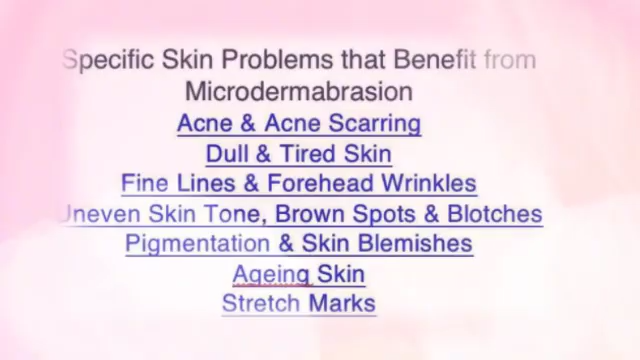 Specific Skin Problems that Benefit from
Microdermabrasion
Acne & Acne Scarring
Dull & Tired Skin
Fine Lines & Forehead Wrinkles
Uneven Skin Tone, Brown Spots & Blotches
Pigmentation & Skin Blemishes
Ageing Skin
Stretch Marks